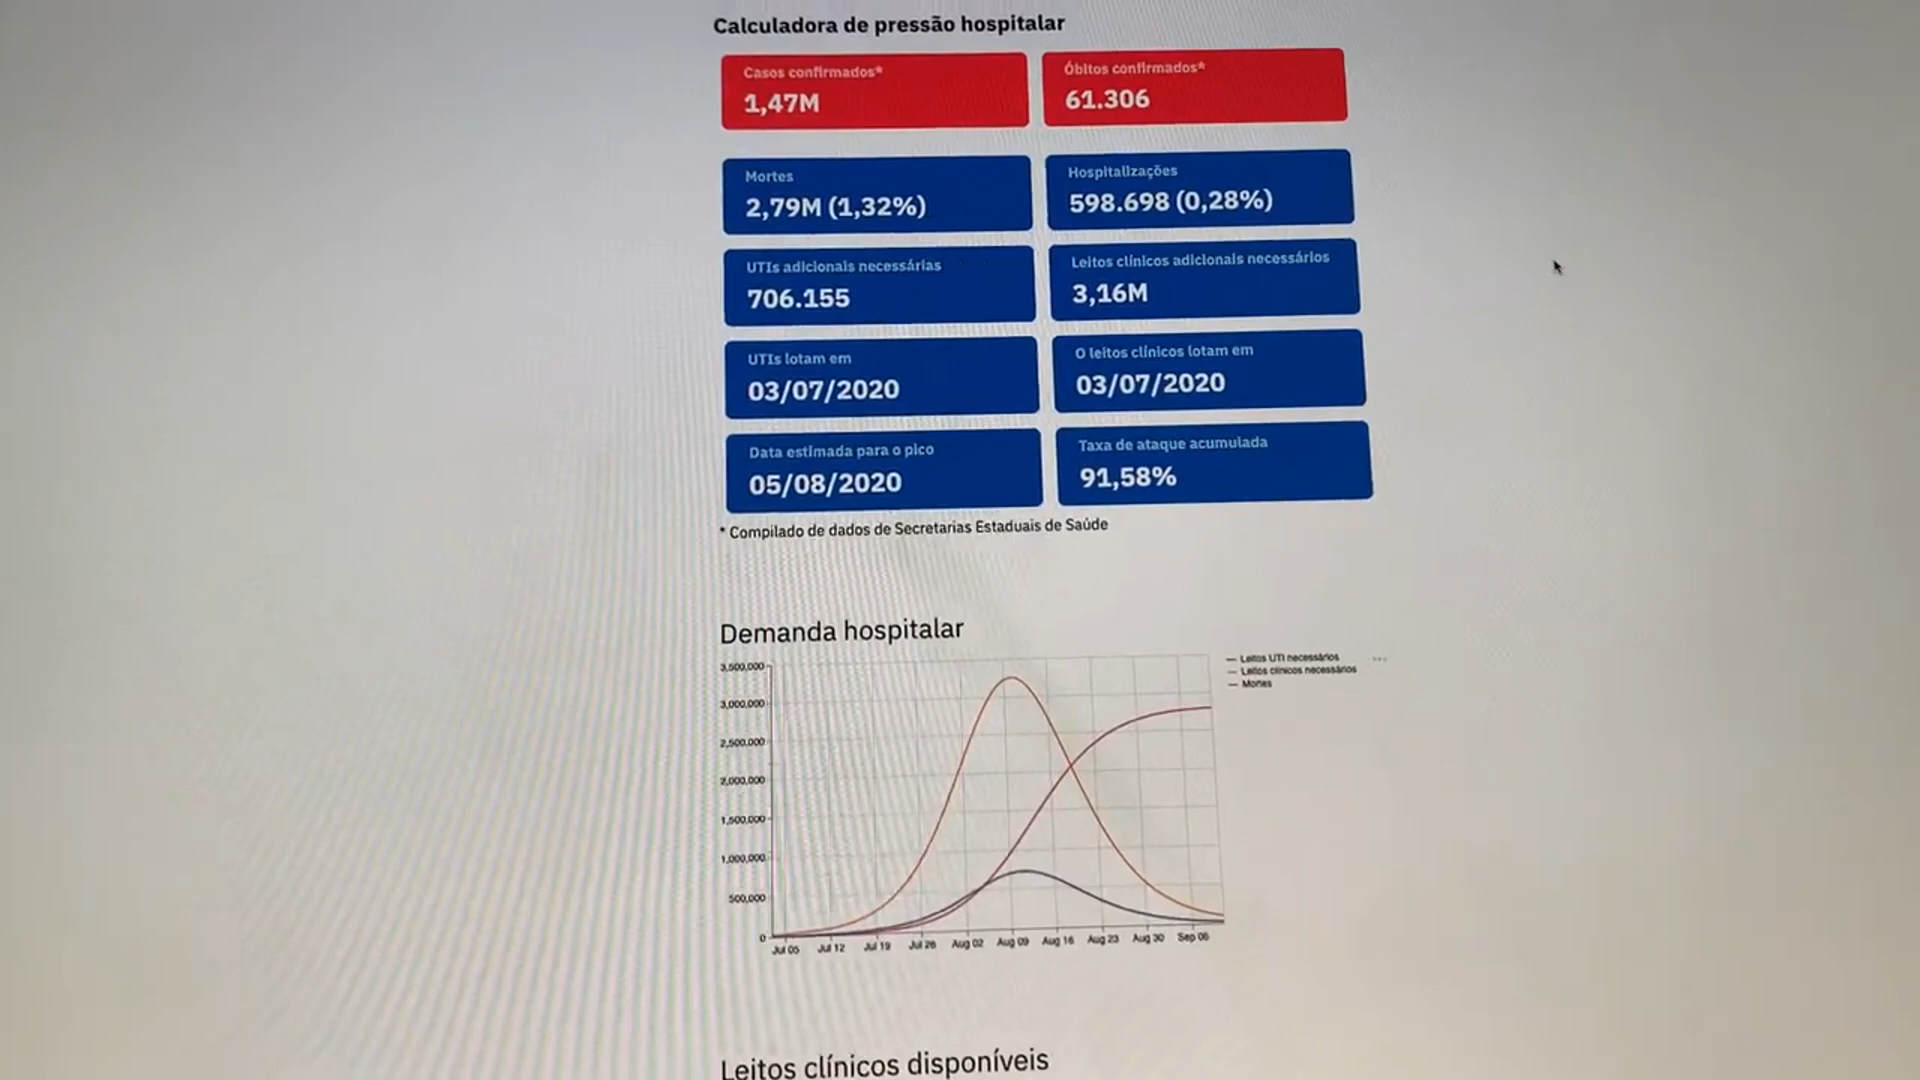 Calculadora de pressão hospitalar
Casos confirmados*
1,47M
Óbitos confirmados*
61.306
Mortes
2,79M (1,32%)
Hospitalizações
598.698 (0,28%)
UTIs adicionais necessárias
706.155
Leitos clínicos adicionais necessários
3,16M
UTIs lotam em
03/07/2020
O leitos clínicos lotam em
03/07/2020
Data estimada para o pico
05/08/2020
Taxa de ataque acumulada
91,58%
* Compilado de dados de Secretarias Estaduais de Saúde
Demanda hospitalar
3,500,000
3,000,000
2,500,000
2,000,000
1,500,000
1,000,000
500,000
0
Jul 05 Jul 12 Jul 19 Jul 26 Aug 02 Aug 09 Aug 16 Aug 23 Aug 30 Sep 06
Leitos UTI necessários
Leitos clínicos necessários
Mortes
Leitos clínicos disponíveis